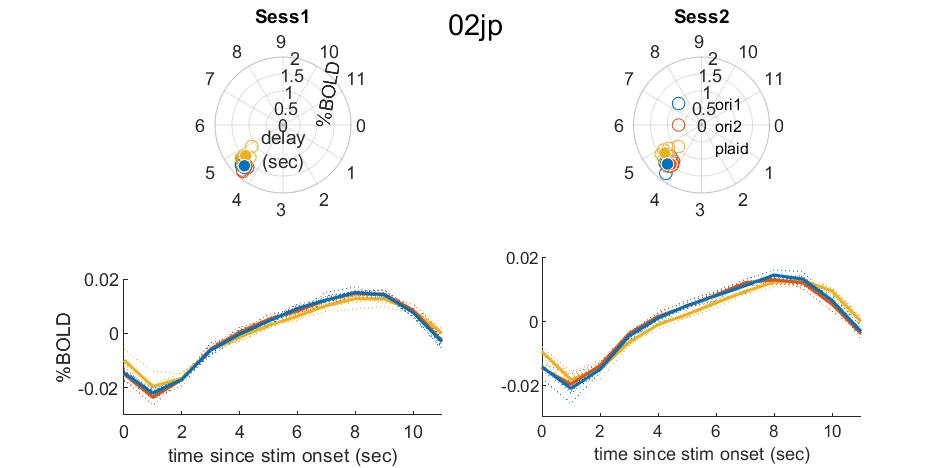 02jp
Sess1
9
8 10
7 11
6 0
5 1
4 2
3
2
1.5
1
0.5
0
%BOLD
delay
(sec)
Sess2
9
8 10
7 11
6 0
5 1
4 2
3
2
1.5
1
0.5
0
ori1
ori2
plaid
%BOLD
0.02
0
-0.02
0 2 4 6 8 10
time since stim onset (sec)
0.02
0
-0.02
0 2 4 6 8 10
time since stim onset (sec)